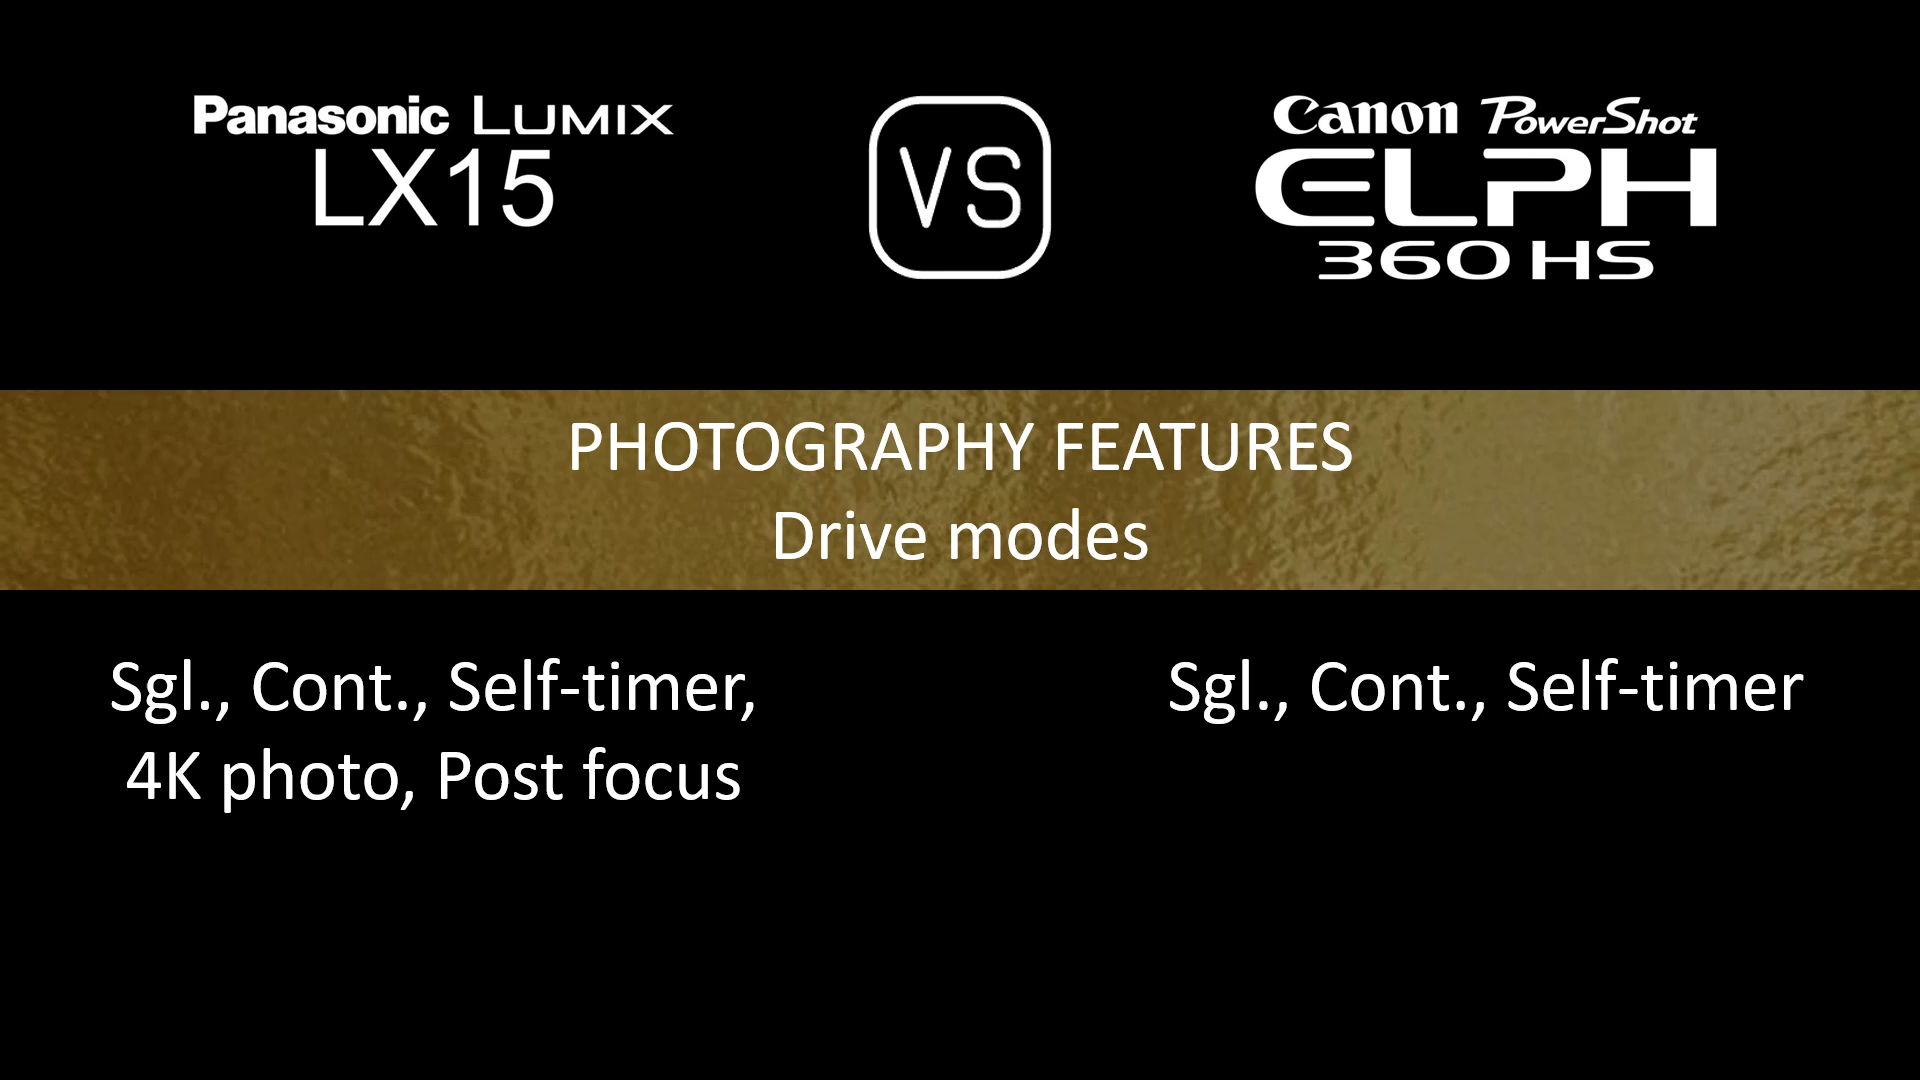 Panasonic LUMIX
LX15
VS
Canon PowerShot
ELPH
360 HS
PHOTOGRAPHY FEATURES
Drive modes
Sgl., Cont., Self-timer,
4K photo, Post focus
Sgl., Cont., Self-timer